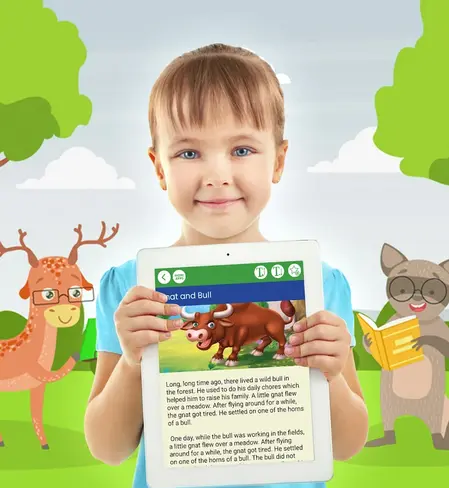 nat and Bull
Long, long time ago, there lived a wild bull in
the forest. He used to do his daily chores which
helped him to raise his family. A little gnat flew
over a meadow. After flying around for a while,
the gnat got tired. He settled on one of the horns
of a bull.
One day, while the bull was working in the fields,
a little gnat flew over a meadow. After flying
around for a while, the gnat got tired. He settled
on one of the horns of a bull. The bull did not